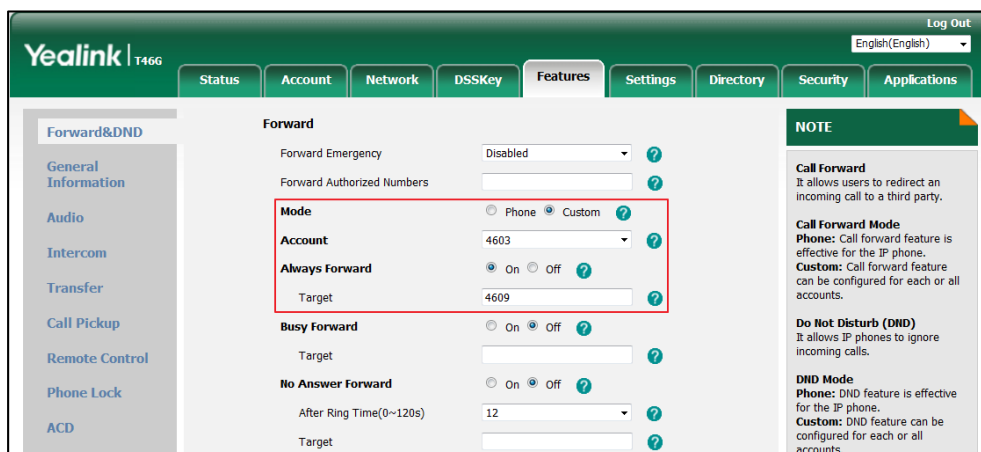 Log Out
English(English)
Yealink | T46G
Status Account Network DSSKey Features Settings Directory Security Applications
Forward&DND
General
Information
Audio
Intercom
Transfer
Call Pickup
Remote Control
Phone Lock
ACD
Forward
Forward Emergency Disabled ?
Forward Authorized Numbers ?
Mode Phone Custom ?
Account 4603 ?
Always Forward On Off ?
Target 4609 ?
Busy Forward On Off ?
Target ?
No Answer Forward On Off ?
After Ring Time(0~120s) 12 ?
Target ?
NOTE
Call Forward
It allows users to redirect an
incoming call to a third party.
Call Forward Mode
Phone: Call forward feature is
effective for the IP phone.
Custom: Call forward feature
can be configured for each or all
accounts.
Do Not Disturb (DND)
It allows IP phones to ignore
incoming calls.
DND Mode
Phone: DND feature is effective
for the IP phone.
Custom: DND feature can be
configured for each or all
accounts.